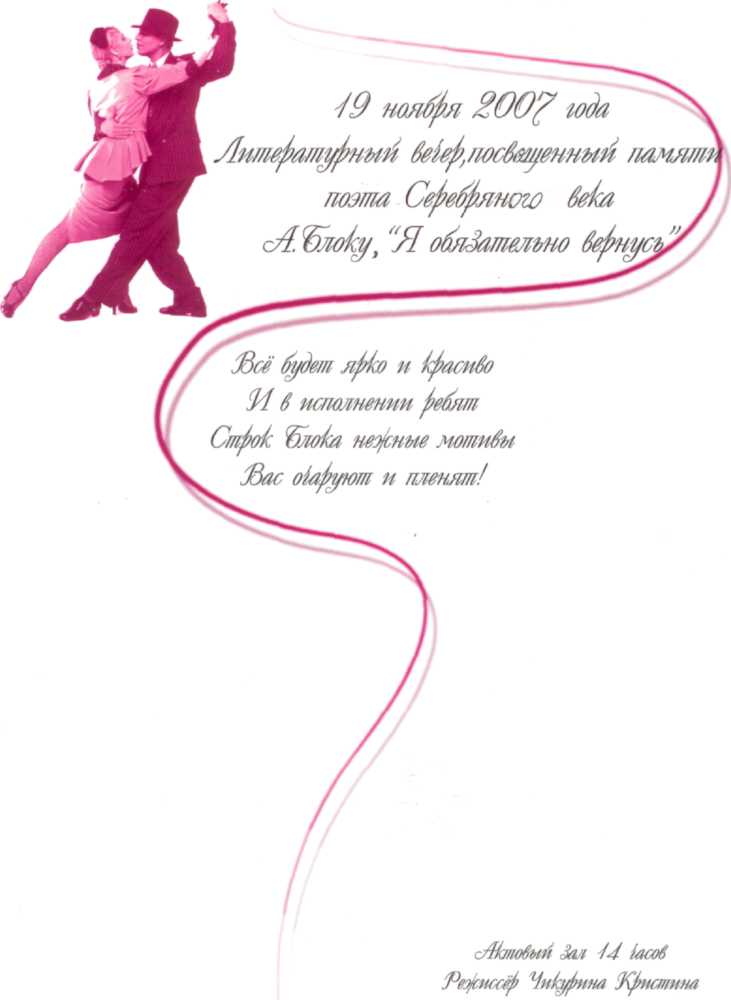 19 ноября 2007 года
Литературный вечер,посвещенный памяти
поэта Серебряного века
А.Блоку, “Я обязательно вернусь”
Всё будет ярко и красиво
И в исполнении ребят
Строк Блока нежные мотивы
Вас очаруют и пленят!
Актовый зал 14 часов
Режиссёр Чикурина Кристина